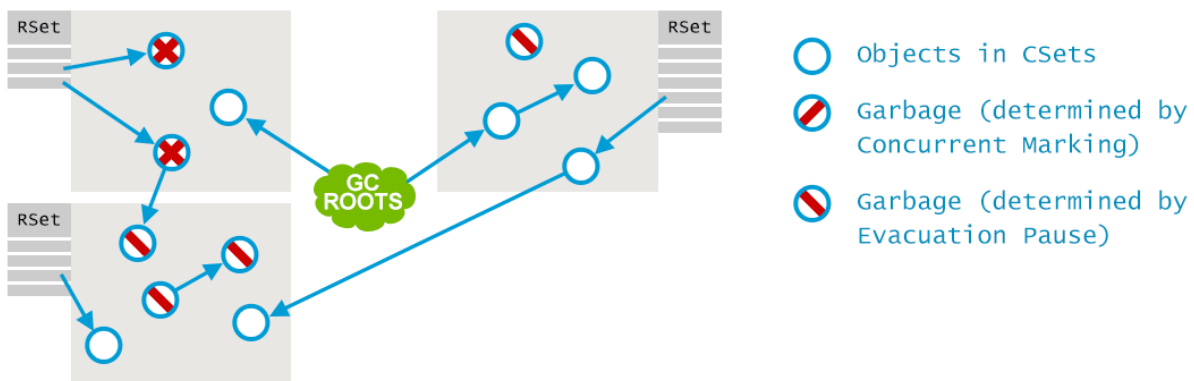 RSet
RSet
GC
ROOTS
RSet
Objects in CSets
Garbage (determined by
Concurrent Marking)
Garbage (determined by
Evacuation Pause)